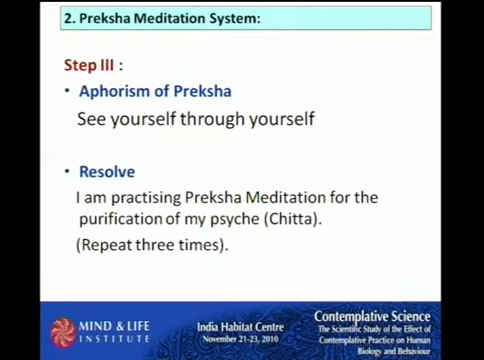 2. Preksha Meditation System:
Step III :
• Aphorism of Preksha
See yourself through yourself
• Resolve
I am practising Preksha Meditation for the
purification of my psyche (Chitta).
(Repeat three times).
MIND & LIFE
INSTITUTE
India Habitat Centre
November 21-23, 2010
Contemplative Science
The Scientific Study of the Effect of
Contemplative Practice on Human
Biology and Behaviour